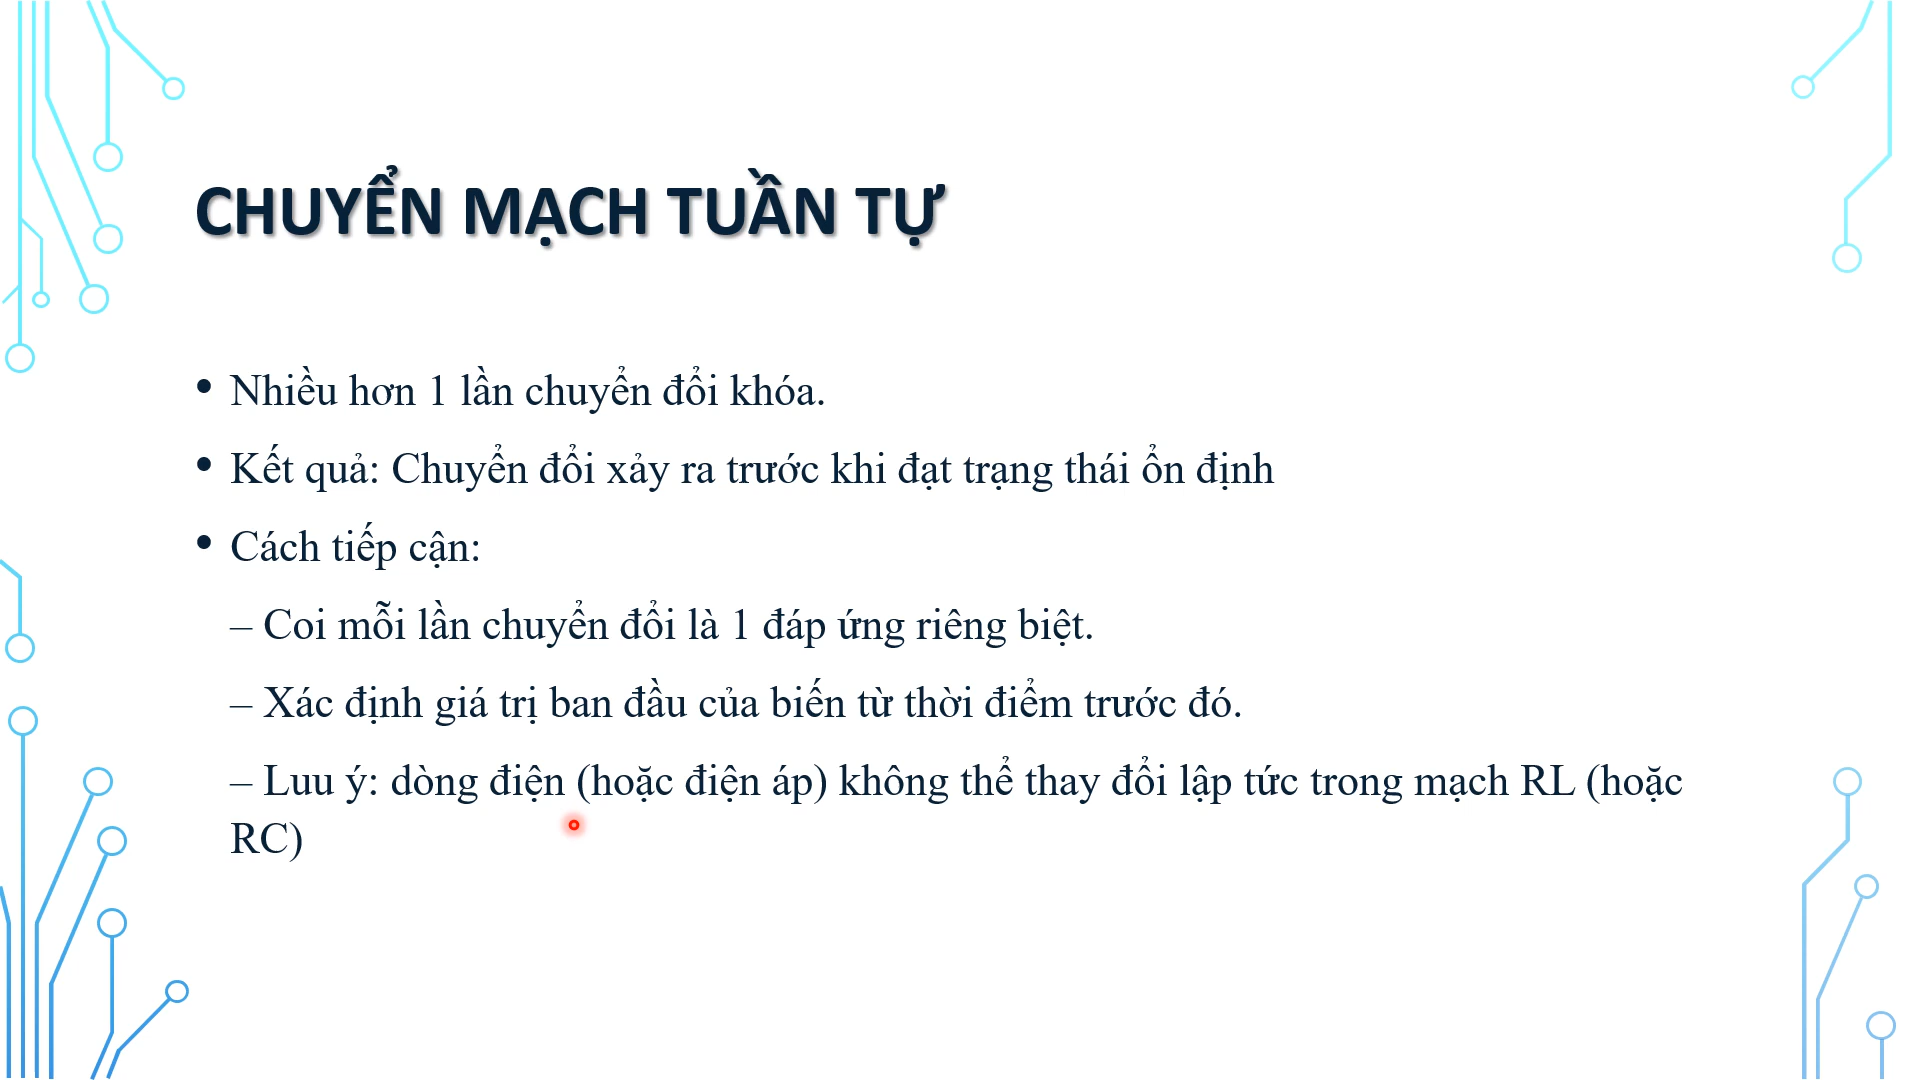 CHUYỂN MẠCH TUẦN TỰ
• Nhiều hơn 1 lần chuyển đổi khóa.
• Kết quả: Chuyển đổi xảy ra trước khi đạt trạng thái ổn định
• Cách tiếp cận:
– Coi mỗi lần chuyển đổi là 1 đáp ứng riêng biệt.
– Xác định giá trị ban đầu của biến từ thời điểm trước đó.
– Luu ý: dòng điện (hoặc điện áp) không thể thay đổi lập tức trong mạch RL (hoặc
RC)